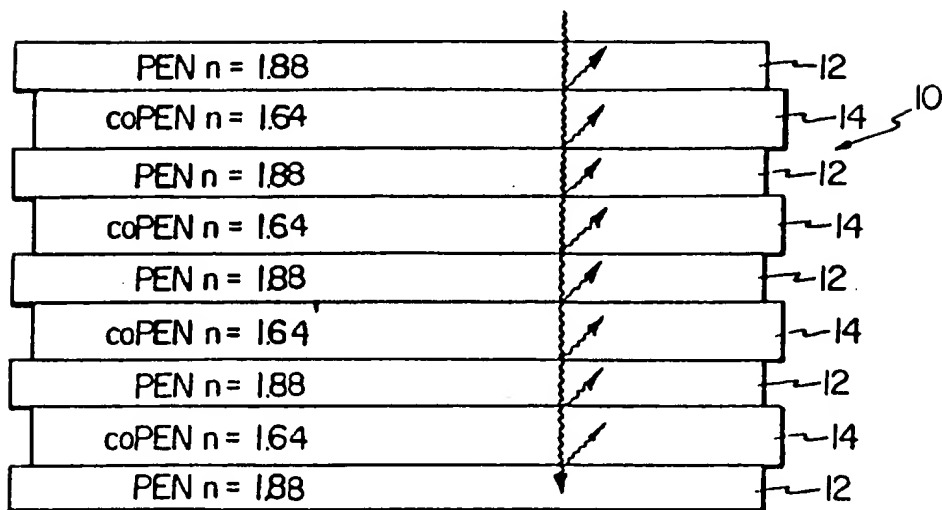 PEN n = 1.88 12
coPEN n = 1.64 14 10
PEN n = 1.88 12
coPEN n = 1.64 14
PEN n = 1.88 12
coPEN n = 1.64 14
PEN n = 1.88 12
coPEN n = 1.64 14
PEN n = 1.88 12